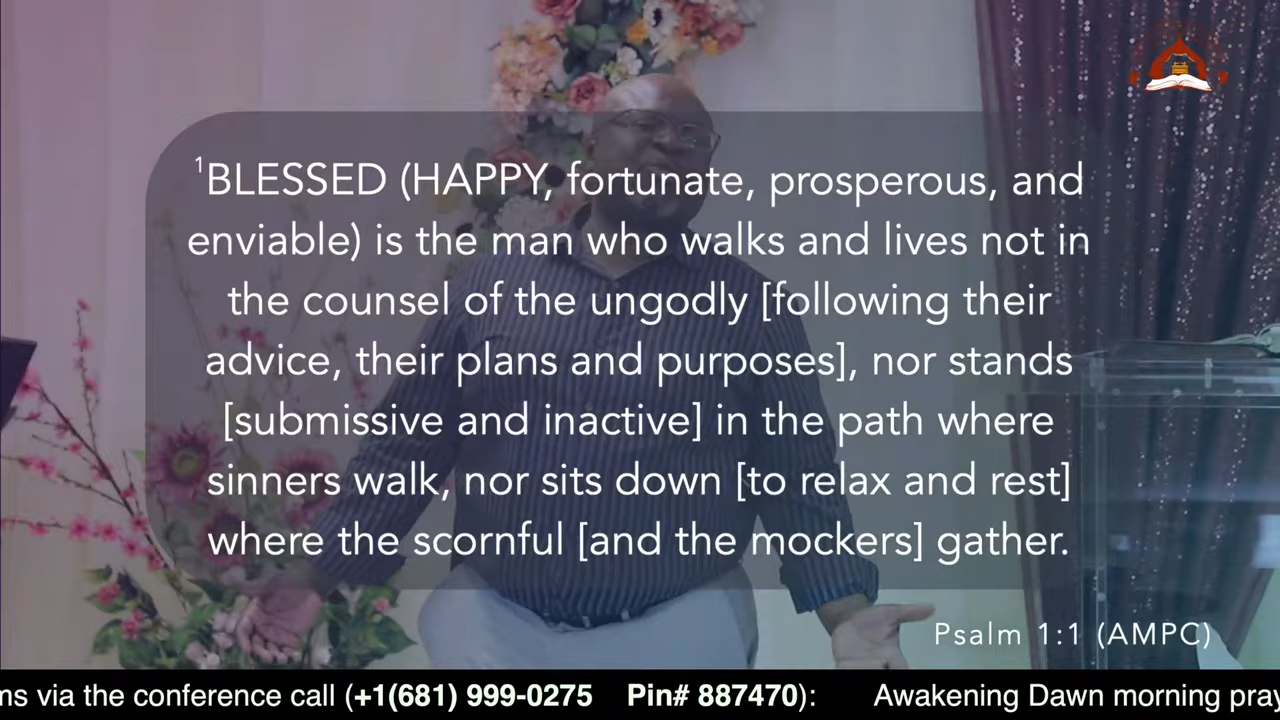 1BLESSED (HAPPY, fortunate, prosperous, and
enviable) is the man who walks and lives not in
the counsel of the ungodly [following their
advice, their plans and purposes], nor stands
[submissive and inactive] in the path where
sinners walk, nor sits down [to relax and rest]
where the scornful [and the mockers] gather.
Psalm 1:1 (AMPC)
ms via the conference call (+1(681) 999-0275 Pin# 887470): Awakening Dawn morning pray